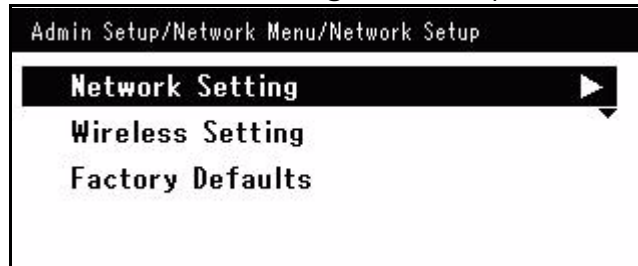 Admin Setup/Network Menu/Network Setup
Network Setting
Wireless Setting
Factory Defaults